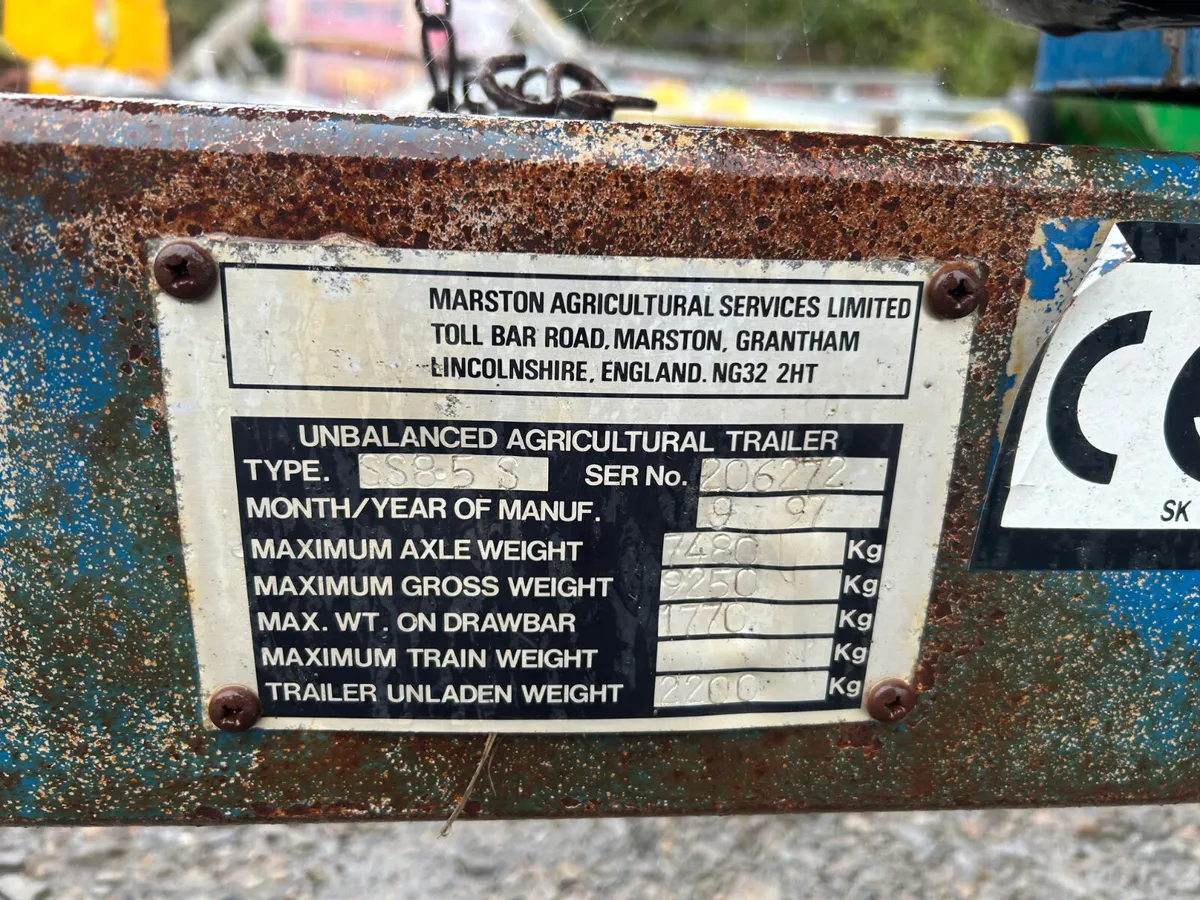 MARSTON AGRICULTURAL SERVICES LIMITED
TOLL BAR ROAD, MARSTON, GRANTHAM
LINCOLNSHIRE, ENGLAND. NG32 2HT
UNBALANCED AGRICULTURAL TRAILER
TYPE. SS8·5 S SER No. 206272
MONTH/YEAR OF MANUF. 9 97
MAXIMUM AXLE WEIGHT 7480 Kg
MAXIMUM GROSS WEIGHT 9250 Kg
MAX. WT. ON DRAWBAR 1770. Kg
MAXIMUM TRAIN WEIGHT Kg
TRAILER UNLADEN WEIGHT 2200 Kg
CE
SK